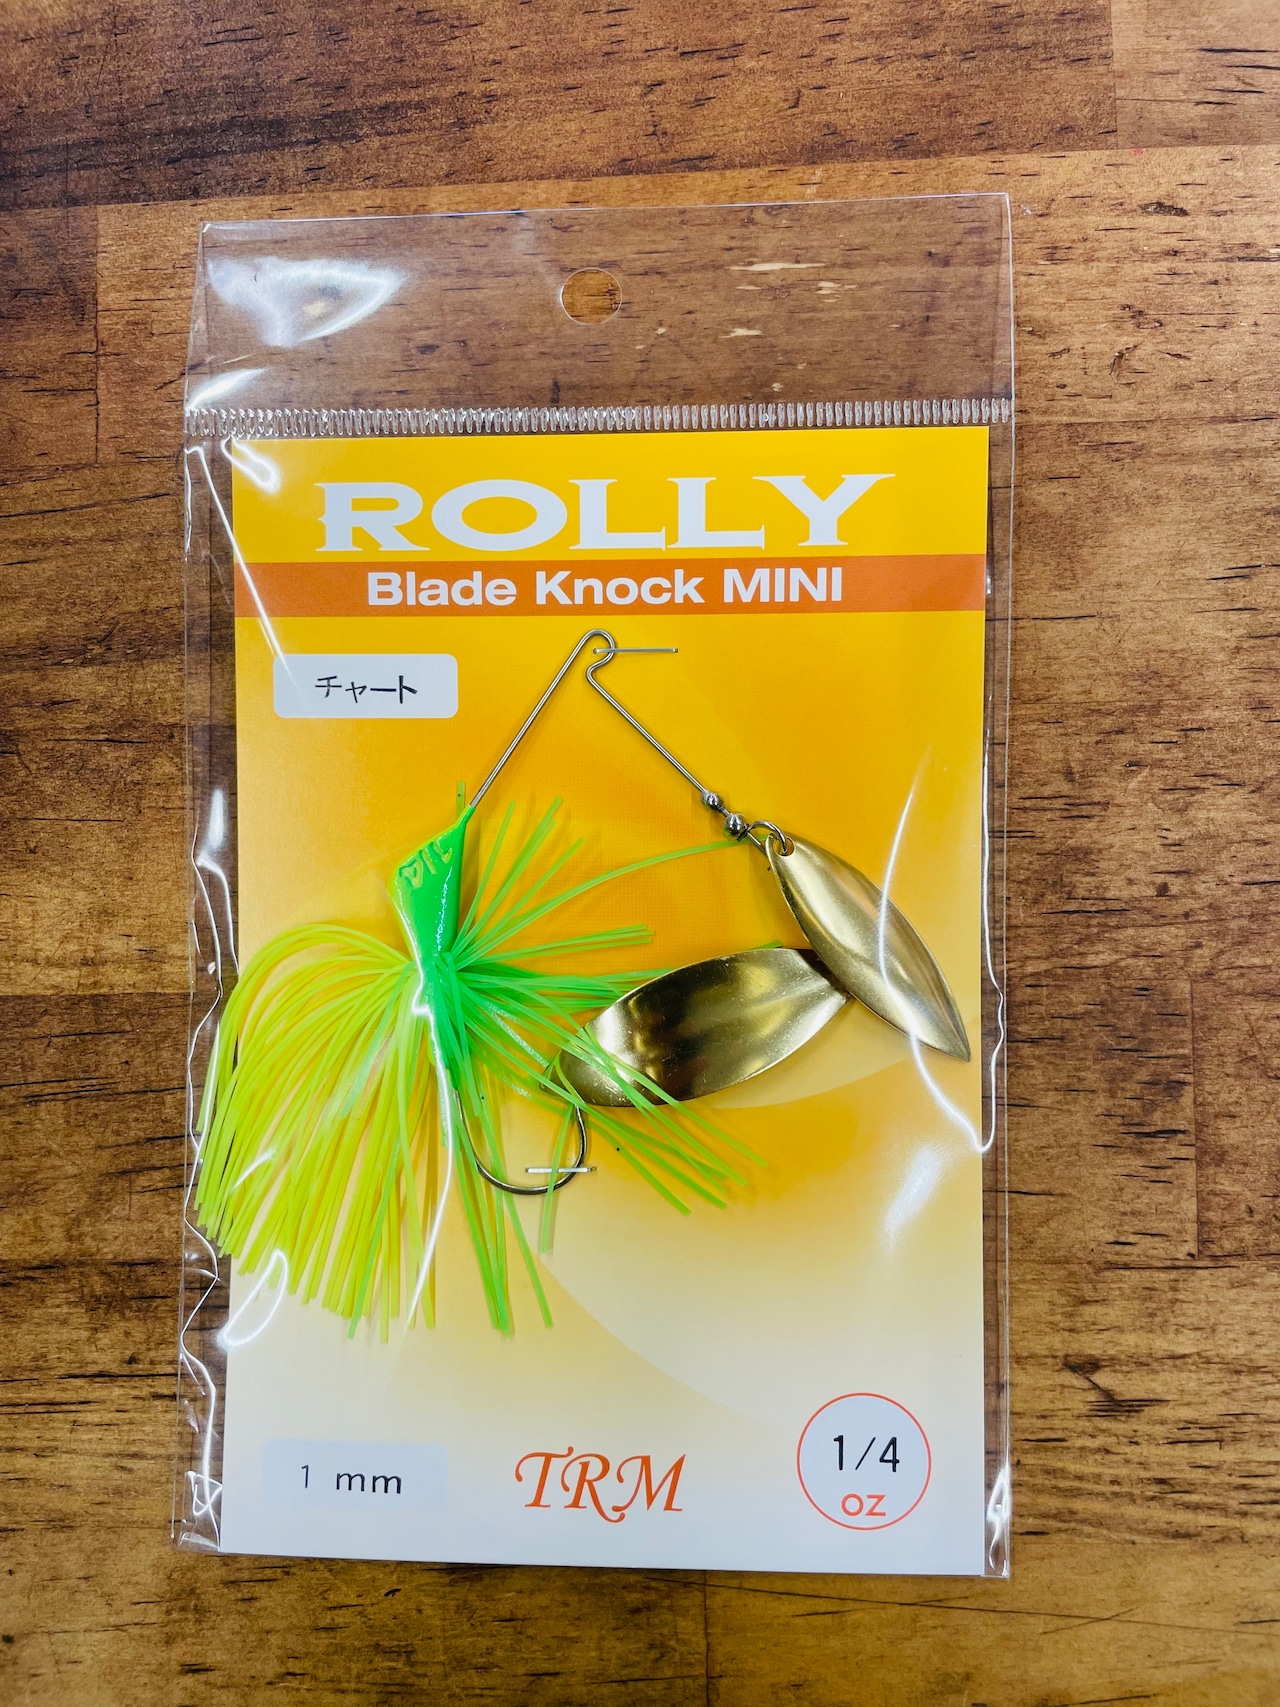 ROLLY
Blade Knock MINI
チャート
1 mm
TRM
1/4
oz